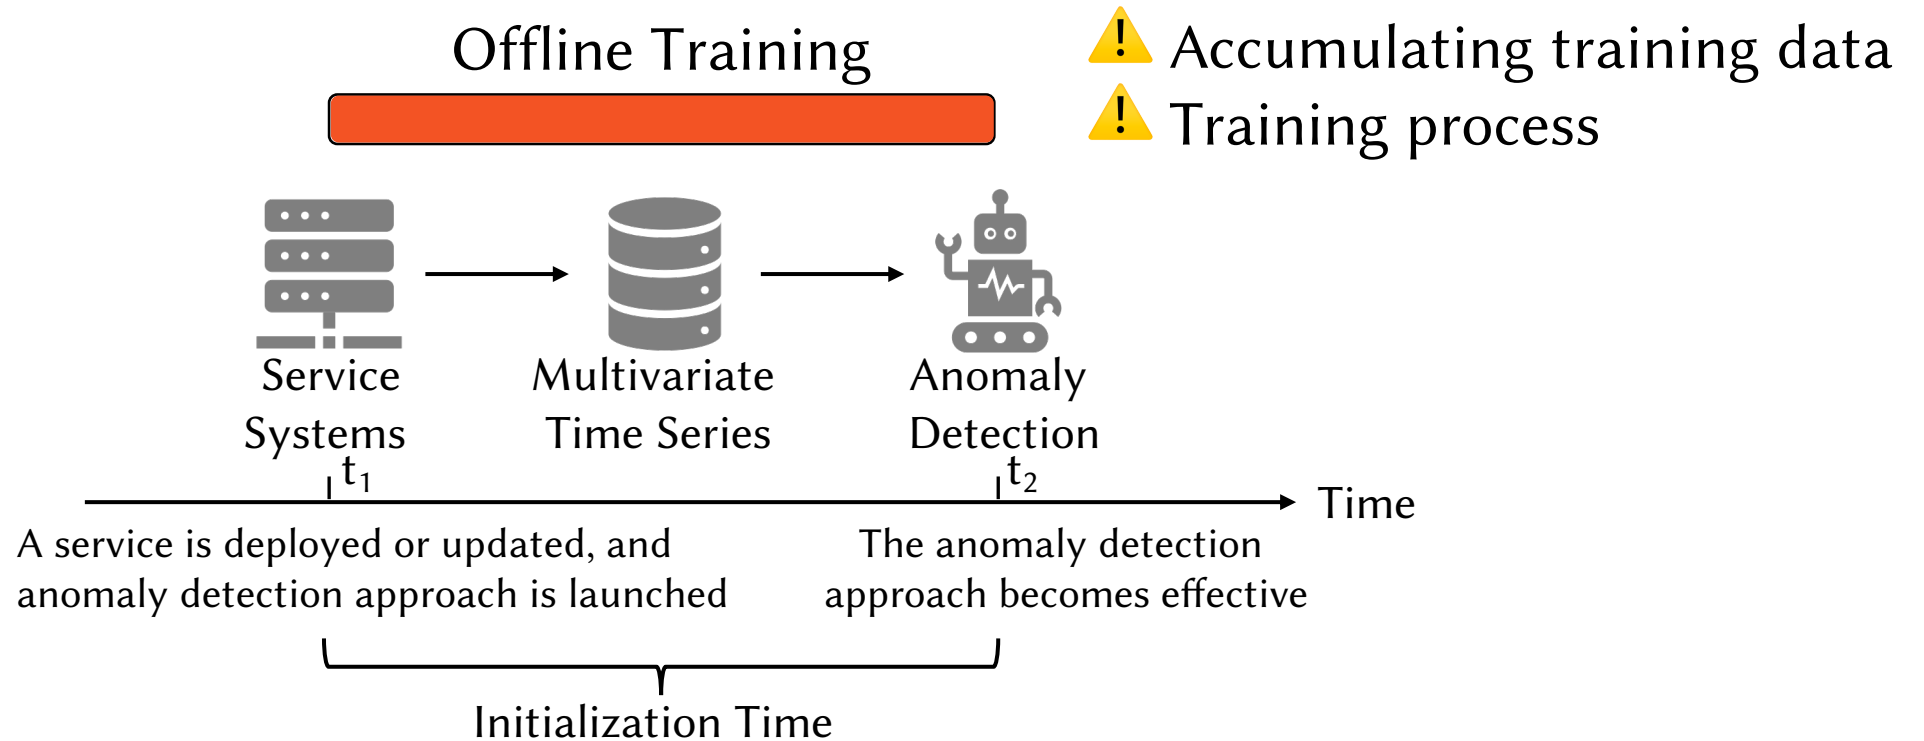 Offline Training
Accumulating training data
Training process
Service
Systems
Multivariate
Time Series
Anomaly
Detection
t₁
t₂
Time
A service is deployed or updated, and
anomaly detection approach is launched
The anomaly detection
approach becomes effective
Initialization Time